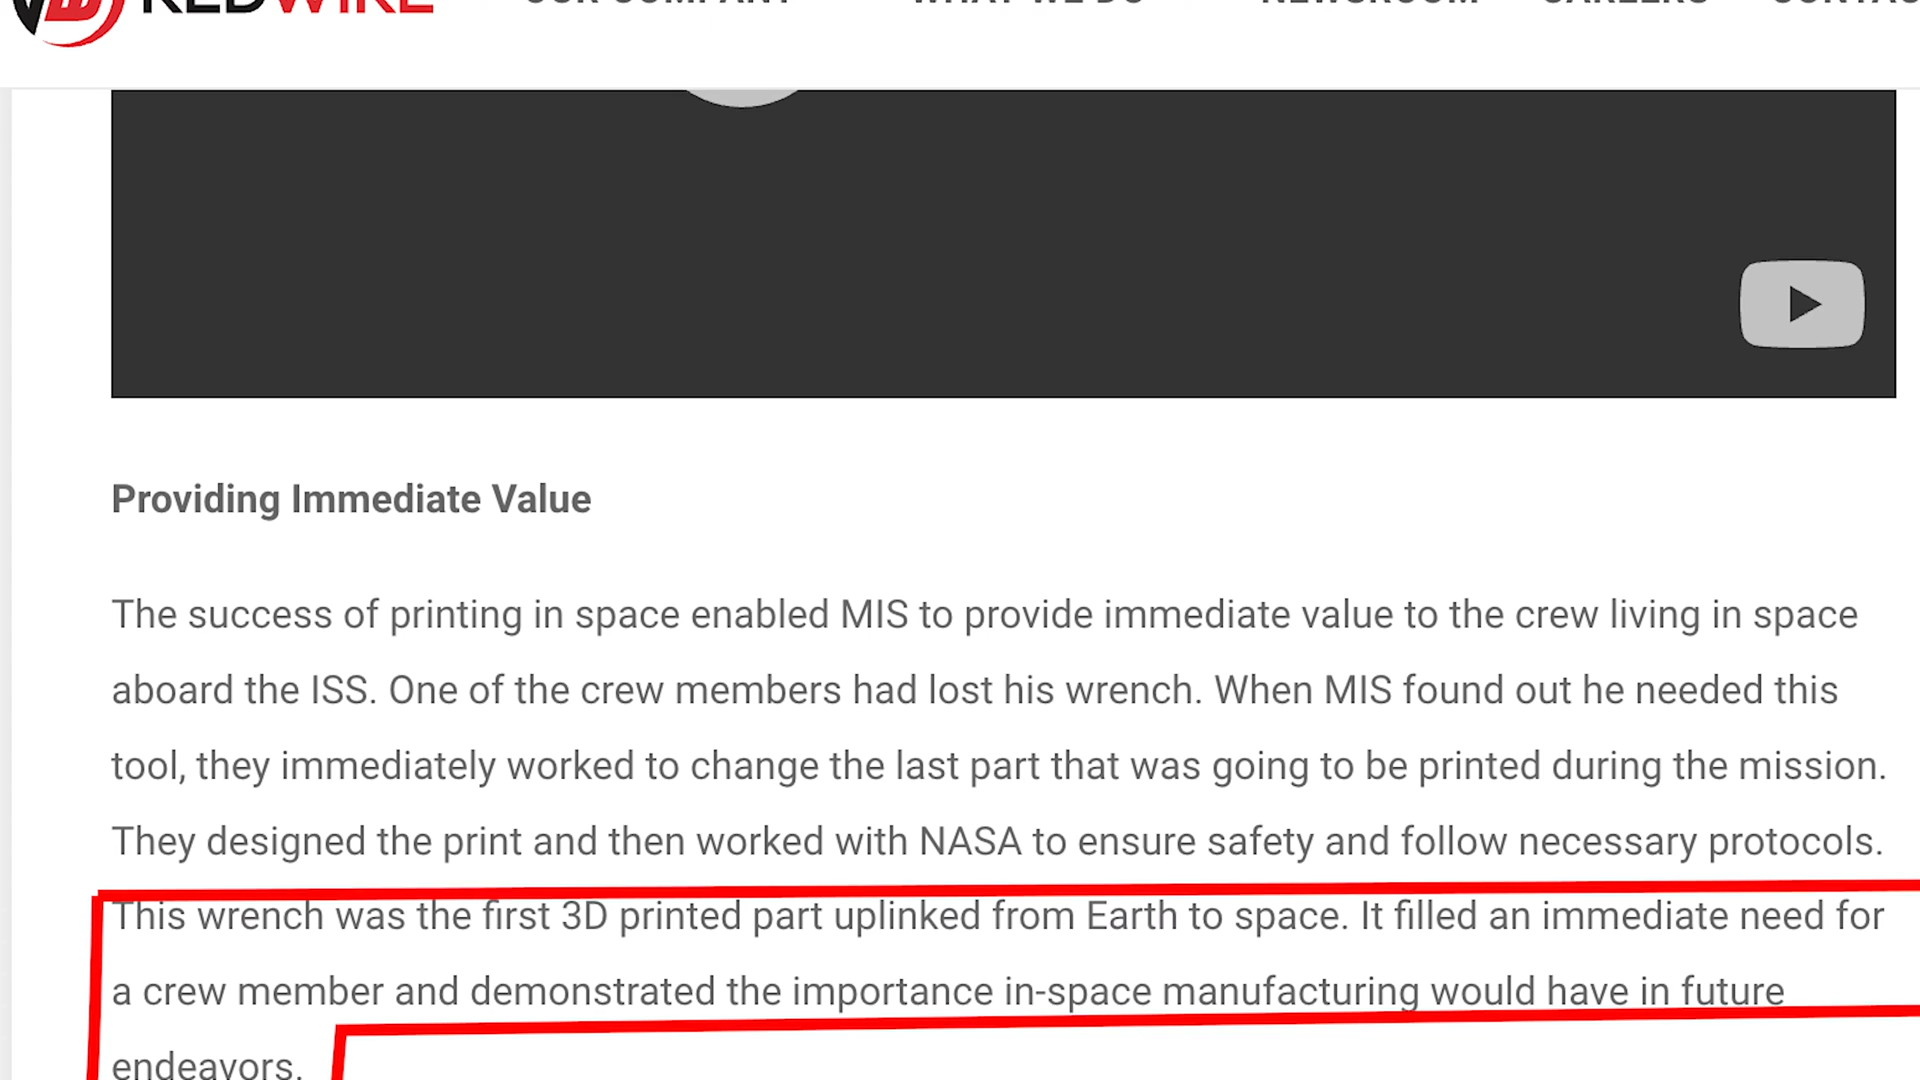 REDWIRE OUR COMPANY WHAT WE DO NEWSROOM CAREERS
Providing Immediate Value
The success of printing in space enabled MIS to provide immediate value to the crew living in space
aboard the ISS. One of the crew members had lost his wrench. When MIS found out he needed this
tool, they immediately worked to change the last part that was going to be printed during the mission.
They designed the print and then worked with NASA to ensure safety and follow necessary protocols.
This wrench was the first 3D printed part uplinked from Earth to space. It filled an immediate need for
a crew member and demonstrated the importance in-space manufacturing would have in future
endeavors.